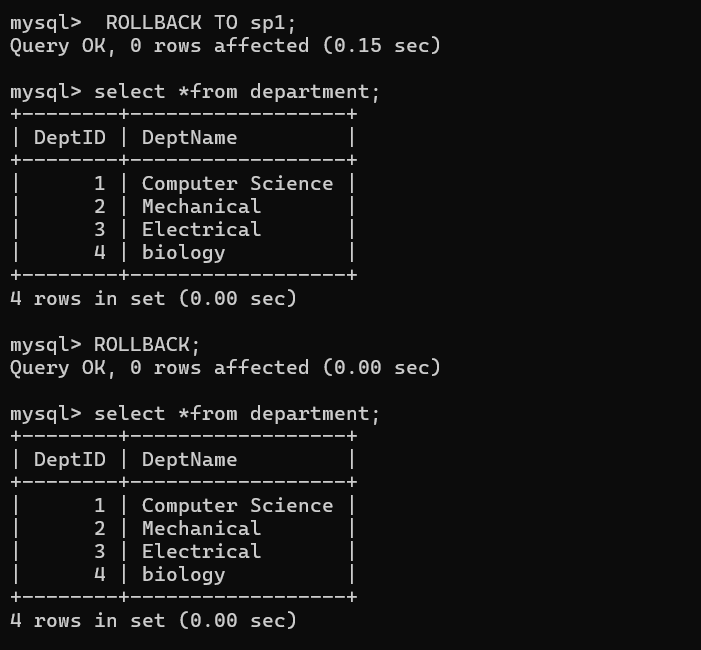 mysql>  ROLLBACK TO sp1;
Query OK, 0 rows affected (0.15 sec)

mysql> select *from department;
+--------+------------------+
| DeptID | DeptName         |
+--------+------------------+
|      1 | Computer Science |
|      2 | Mechanical       |
|      3 | Electrical       |
|      4 | biology          |
+--------+------------------+
4 rows in set (0.00 sec)

mysql> ROLLBACK;
Query OK, 0 rows affected (0.00 sec)

mysql> select *from department;
+--------+------------------+
| DeptID | DeptName         |
+--------+------------------+
|      1 | Computer Science |
|      2 | Mechanical       |
|      3 | Electrical       |
|      4 | biology          |
+--------+------------------+
4 rows in set (0.00 sec)